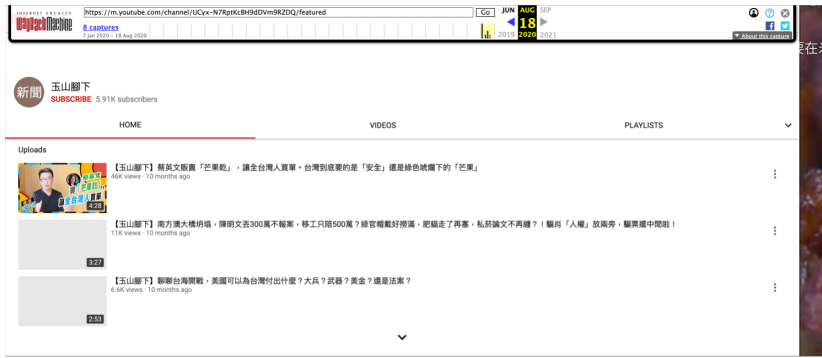 INTERNET ARCHIVE
WayBackMachine
https://m.youtube.com/channel/UCyx-N7RptKc8H9dDVm9RZDQ/featured
Go
JUN AUG SEP
8 captures
18
7 Jan 2020 - 18 Aug 2020
2019 2020 2021
About this capture
要在
新聞
玉山腳下
SUBSCRIBE 5.91K subscribers
HOME VIDEOS PLAYLISTS
Uploads
【玉山腳下】蔡英文販賣「芒果乾」，讓全台灣人買單。台灣到底要的是「安全」還是綠色唬爛下的「芒果」
46K views · 10 months ago
4:28
【玉山腳下】南方澳大橋坍塌，陳明文丟300萬不報案，移工只陪500萬？綠官帽戴好撈滿，肥貓走了再塞，私菸論文不再縫？！騙肖「人權」放兩旁，騙票擺中間啦！
11K views · 10 months ago
3:27
【玉山腳下】聊聊台海開戰，美國可以為台灣付出什麼？大兵？武器？美金？還是法案？
6.6K views · 10 months ago
2:53